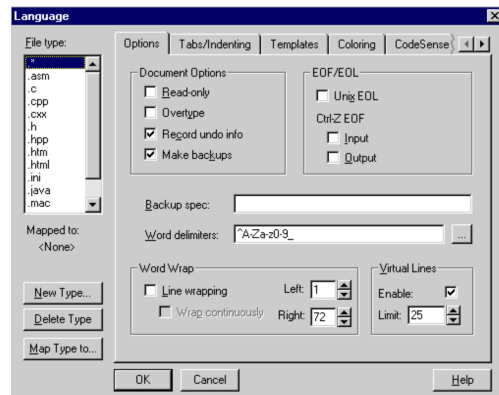 Language
File type:
.*
.asm
.c
.cpp
.cxx
.h
.hpp
.htm
.html
.ini
.java
.mac
Mapped to:
<None>
New Type...
Delete Type
Map Type to...
Options Tabs/Indenting Templates Coloring CodeSense
Document Options
Read-only
Overtype
Record undo info
Make backups
EOF/EOL
Unix EOL
Ctrl-Z EOF
Input
Output
Backup spec:
Word delimiters: ^A-Za-z0-9_ ...
Word Wrap
Line wrapping Left: 1
Wrap continuously Right: 72
Virtual Lines
Enable:
Limit: 25
OK Cancel Help